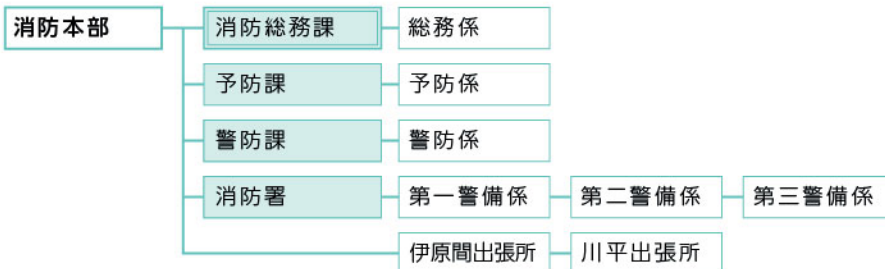 消防本部
消防総務課 総務係
予防課 予防係
警防課 警防係
消防署 第一警備係 第二警備係 第三警備係
伊原間出張所 川平出張所